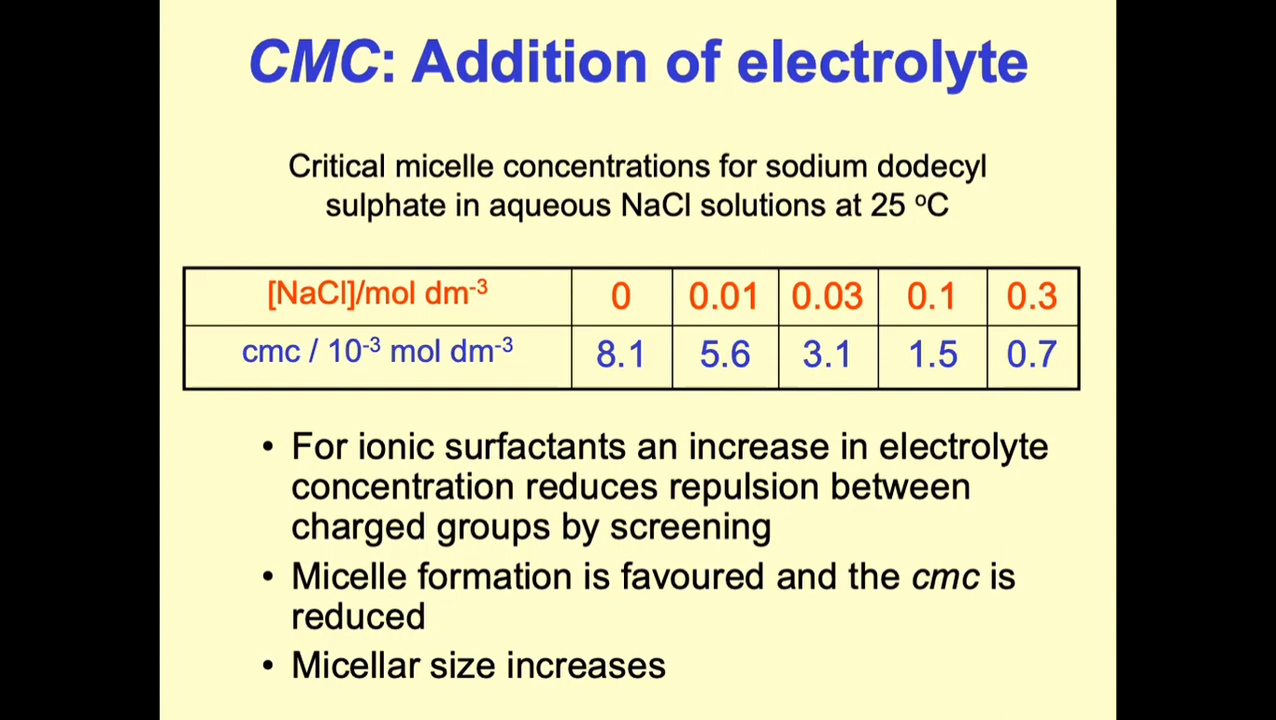 CMC: Addition of electrolyte
Critical micelle concentrations for sodium dodecyl
sulphate in aqueous NaCl solutions at 25 ºC
[NaCl]/mol dm⁻³ 0 0.01 0.03 0.1 0.3
cmc / 10⁻³ mol dm⁻³ 8.1 5.6 3.1 1.5 0.7
• For ionic surfactants an increase in electrolyte
concentration reduces repulsion between
charged groups by screening
• Micelle formation is favoured and the cmc is
reduced
• Micellar size increases